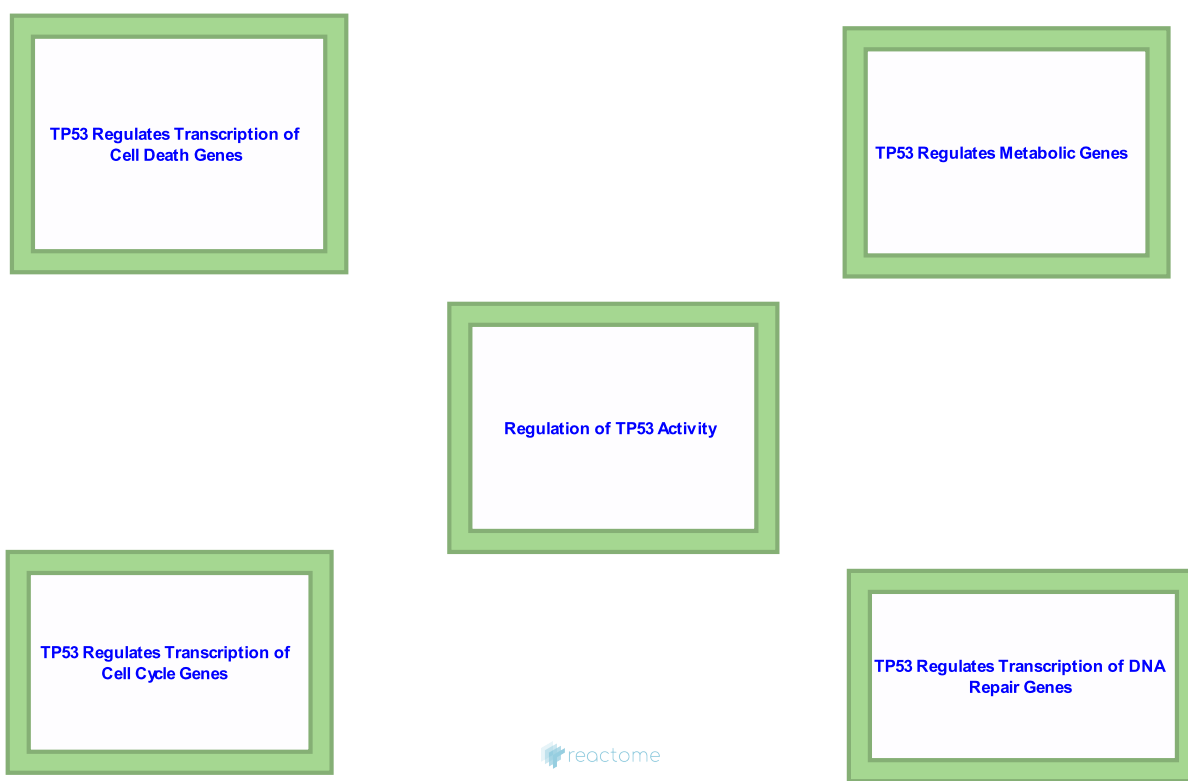 TP53 Regulates Transcription of
Cell Death Genes
TP53 Regulates Metabolic Genes
Regulation of TP53 Activity
TP53 Regulates Transcription of
Cell Cycle Genes
TP53 Regulates Transcription of DNA
Repair Genes
reactome